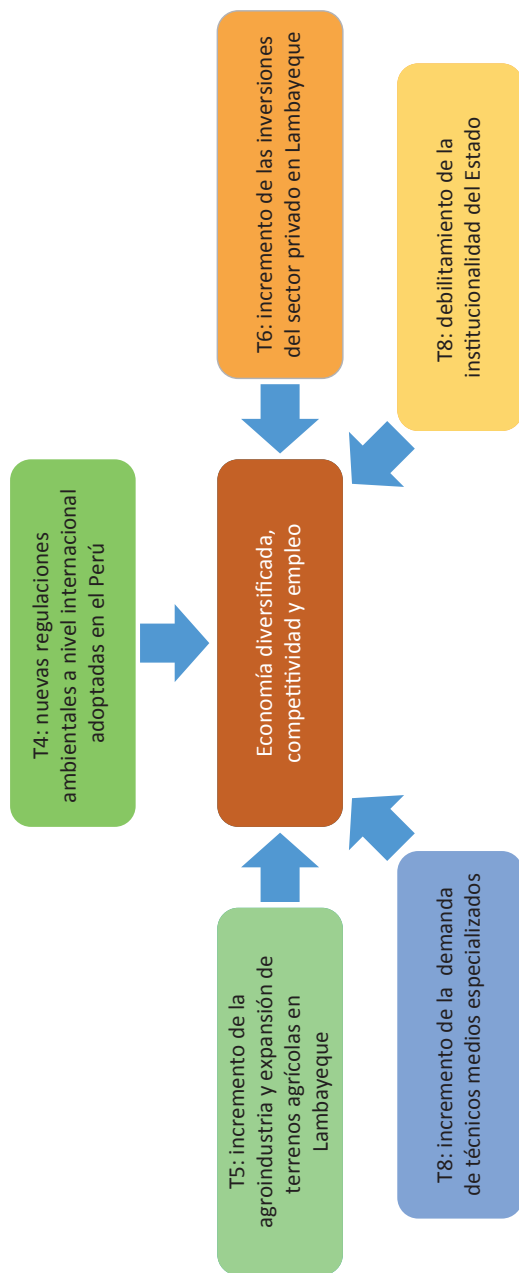 T4: nuevas regulaciones
ambientales a nivel internacional
adoptadas en el Perú
T5: incremento de la
agroindustria y expansión de
terrenos agrícolas en
Lambayeque
Economía diversificada,
competitividad y empleo
T6: incremento de las inversiones
del sector privado en Lambayeque
T8: incremento de la demanda
de técnicos medios especializados
T8: debilitamiento de la
institucionalidad del Estado